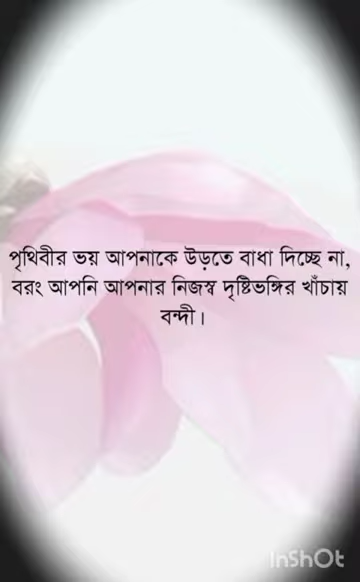 পৃথিবীর ভয় আপনাকে উড়তে বাধা দিচ্ছে না,
বরং আপনি আপনার নিজস্ব দৃষ্টিভঙ্গির খাঁচায়
বন্দী।
InShOt